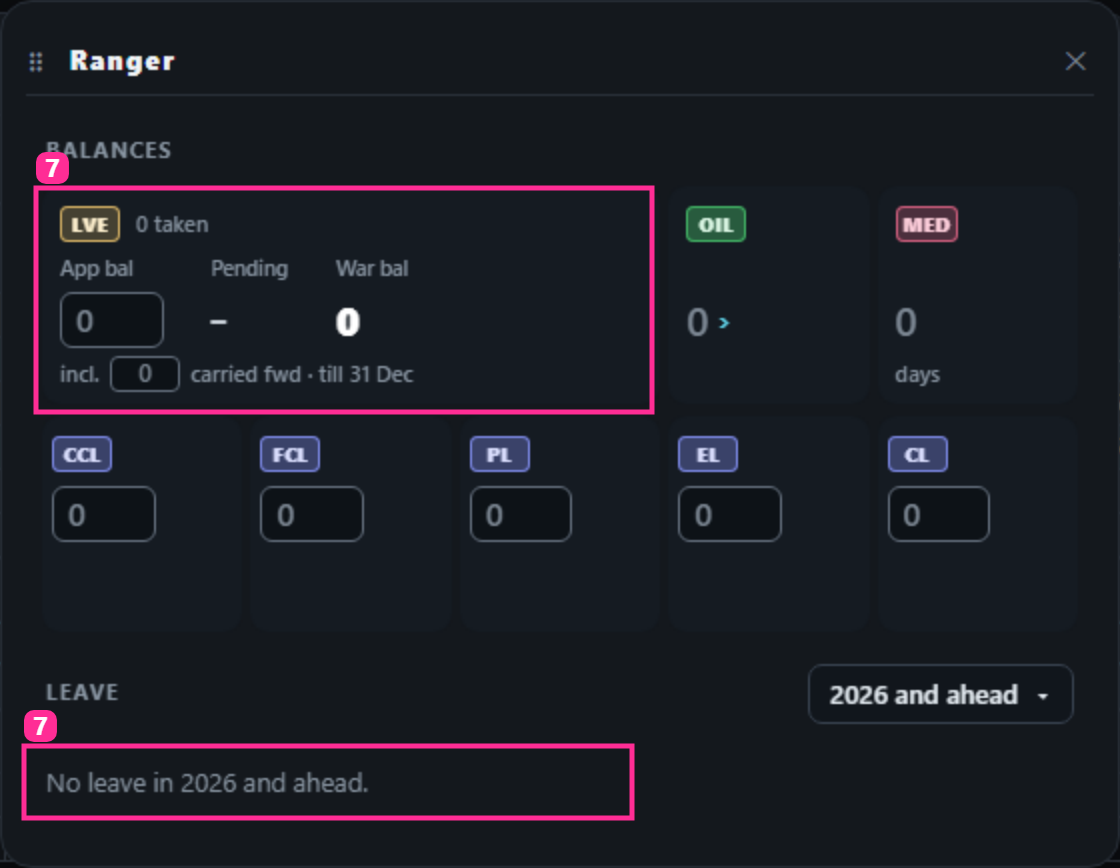 Ranger
BALANCES
7
LVE 0 taken
App bal Pending War bal
0 – 0
incl. 0 carried fwd · till 31 Dec
OIL
0 >
MED
0
days
CCL
0
FCL
0
PL
0
EL
0
CL
0
LEAVE
2026 and ahead
7
No leave in 2026 and ahead.